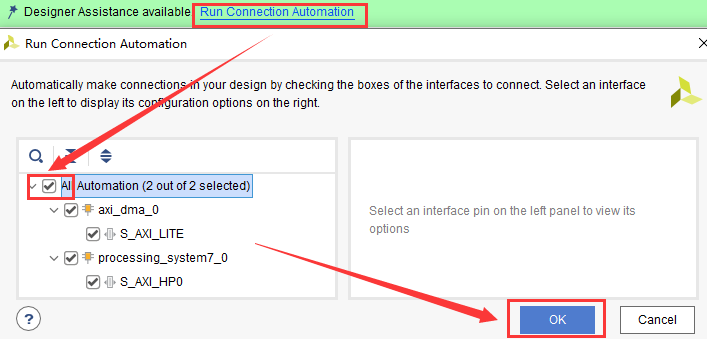 Designer Assistance available. Run Connection Automation
Run Connection Automation
Automatically make connections in your design by checking the boxes of the interfaces to connect. Select an interface
on the left to display its configuration options on the right.
All Automation (2 out of 2 selected)
axi_dma_0
S_AXI_LITE
processing_system7_0
S_AXI_HP0
Select an interface pin on the left panel to view its
options
?
OK
Cancel